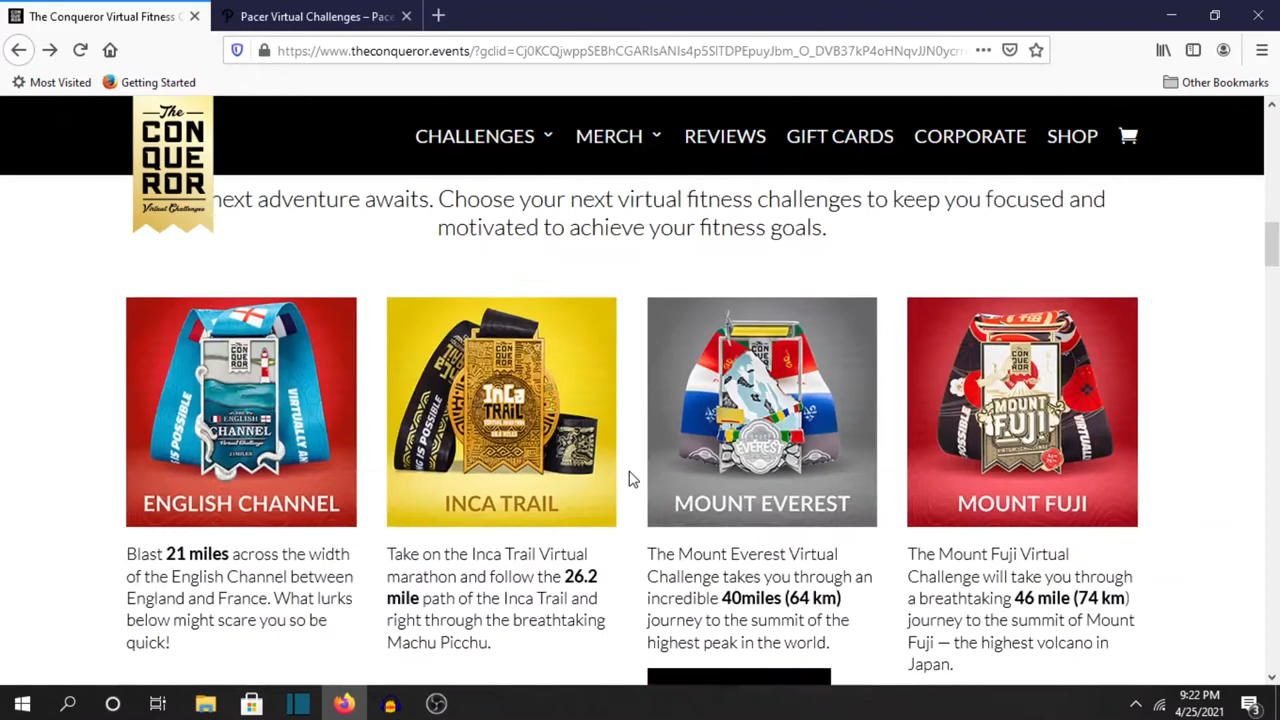 The Conqueror Virtual Fitness C
Pacer Virtual Challenges – Pace
https://www.theconqueror.events/?gclid=Cj0KCQjwppSEBhCGARIsANIs4p5SlTDPEpuyJbm_O_DVB37kP4oHNqvJJN0ycrr
Most Visited
Getting Started
Other Bookmarks
The
CON
QUE
ROR
Virtual Challenges
CHALLENGES
MERCH
REVIEWS
GIFT CARDS
CORPORATE
SHOP
next adventure awaits. Choose your next virtual fitness challenges to keep you focused and
motivated to achieve your fitness goals.
ENGLISH CHANNEL
INCA TRAIL
MOUNT EVEREST
MOUNT FUJI
Blast 21 miles across the width
of the English Channel between
England and France. What lurks
below might scare you so be
quick!
Take on the Inca Trail Virtual
marathon and follow the 26.2
mile path of the Inca Trail and
right through the breathtaking
Machu Picchu.
The Mount Everest Virtual
Challenge takes you through an
incredible 40miles (64 km)
journey to the summit of the
highest peak in the world.
The Mount Fuji Virtual
Challenge will take you through
a breathtaking 46 mile (74 km)
journey to the summit of Mount
Fuji — the highest volcano in
Japan.
9:22 PM
4/25/2021
3